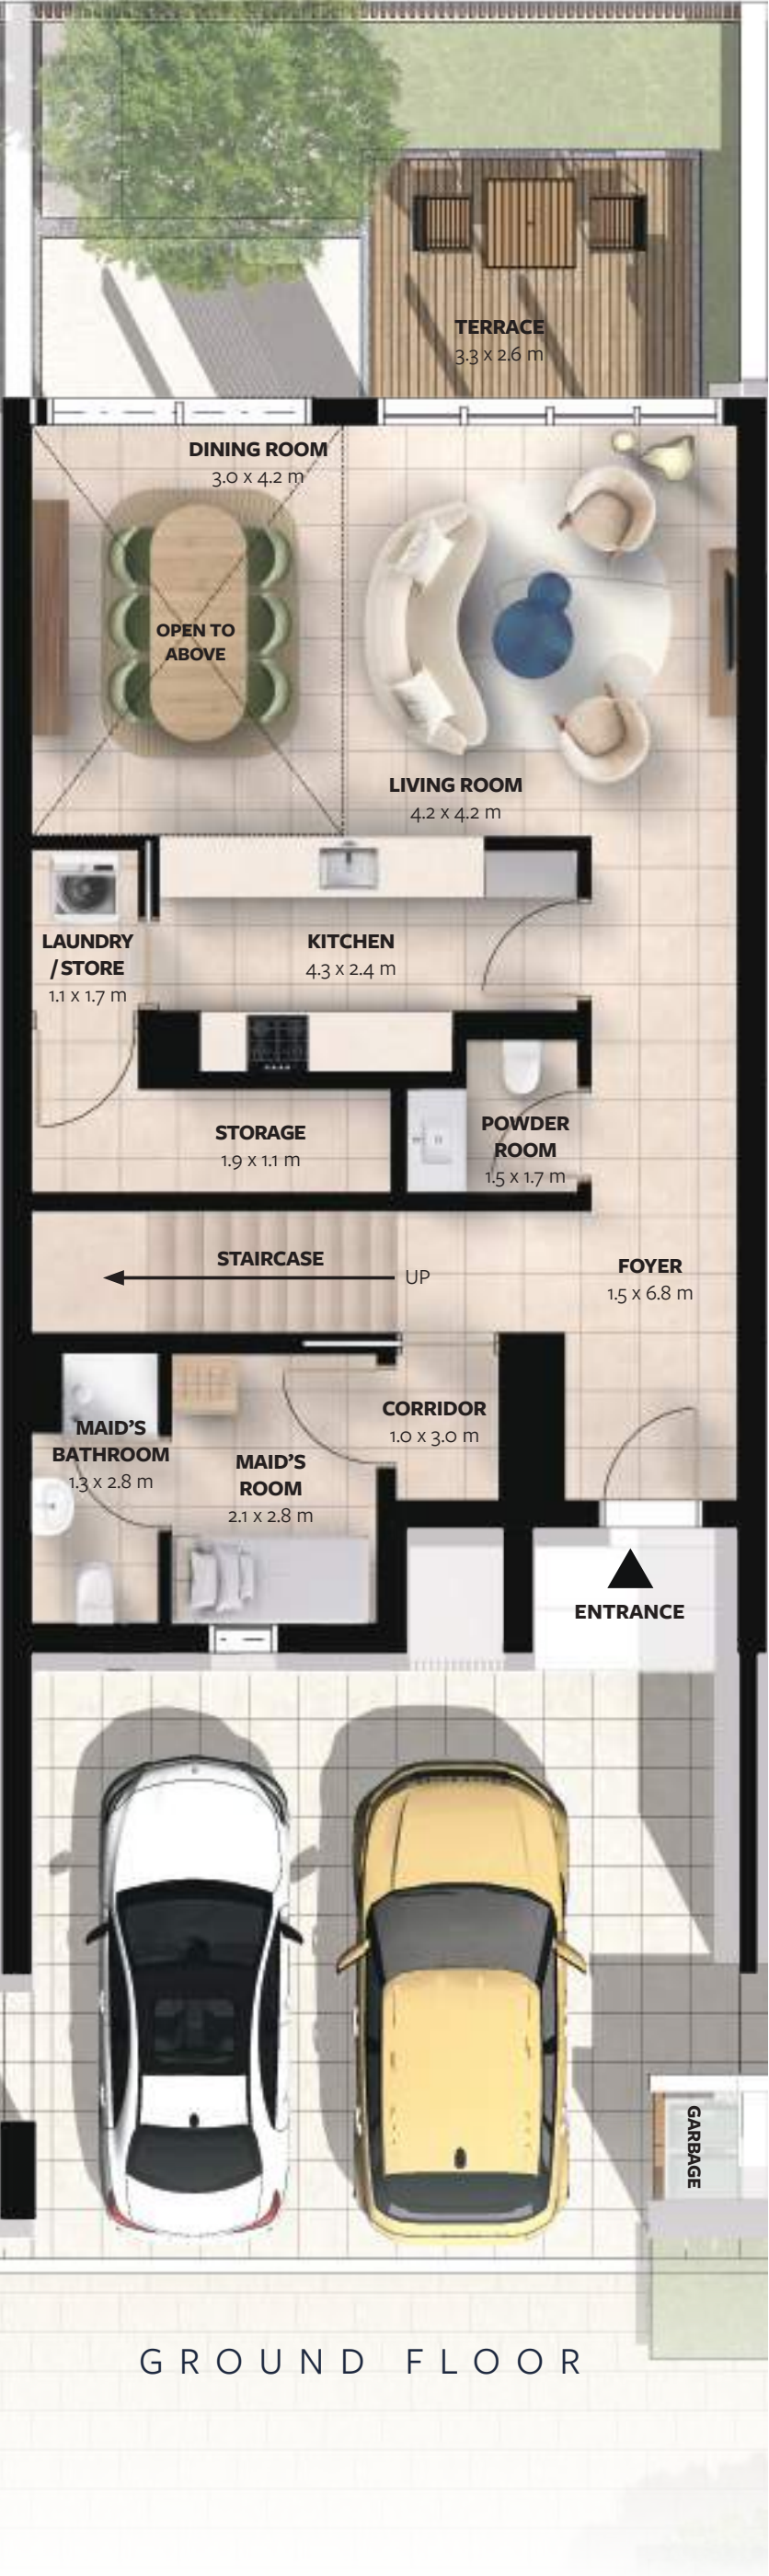 TERRACE
3.3 x 2.6 m
DINING ROOM
3.0 x 4.2 m
OPEN TO
ABOVE
LIVING ROOM
4.2 x 4.2 m
LAUNDRY
/STORE
1.1 x 1.7 m
KITCHEN
4.3 x 2.4 m
STORAGE
1.9 x 1.1 m
POWDER
ROOM
1.5 x 1.7 m
STAIRCASE
UP
FOYER
1.5 x 6.8 m
CORRIDOR
1.0 x 3.0 m
MAID'S
BATHROOM
1.3 x 2.8 m
MAID'S
ROOM
2.1 x 2.8 m
ENTRANCE
GARBAGE
GROUND FLOOR